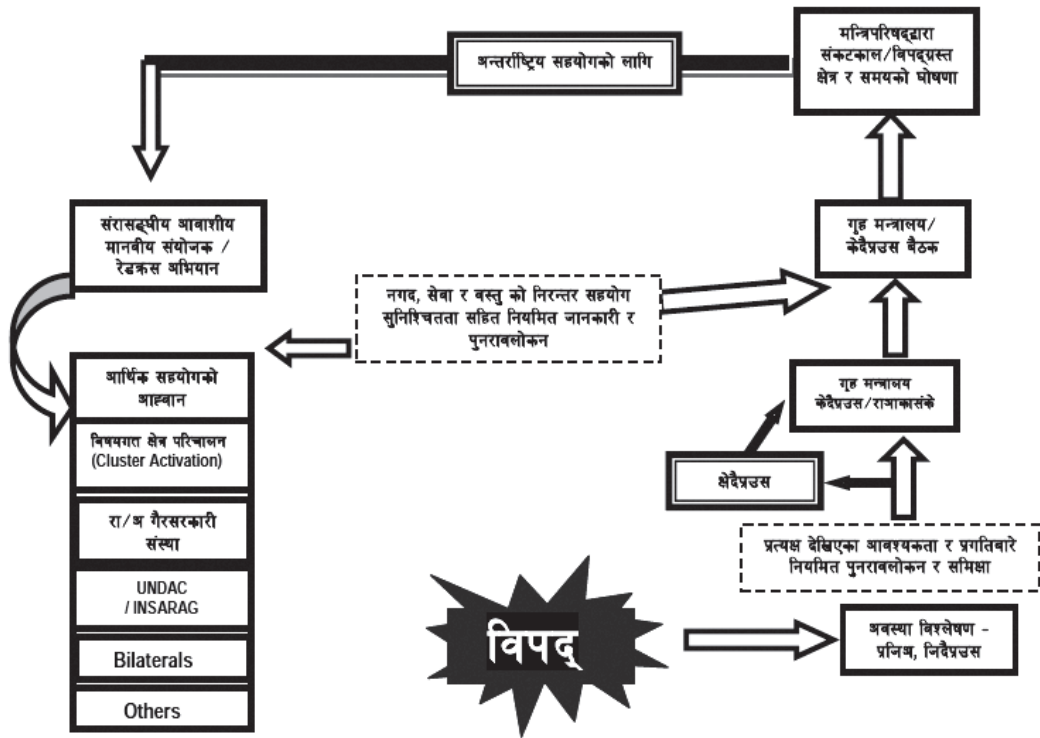 मन्त्रिपरिषद्द्वारा
संकटकाल/विपद्ग्रस्त
क्षेत्र र समयको घोषणा
अन्तर्राष्ट्रिय सहयोगको लागि
संरासङ्घीय आवाशीय
मानवीय संयोजक /
रेडक्रस अभियान
गृह मन्त्रालय/
केदैप्रउस बैठक
नगद, सेवा र वस्तु को निरन्तर सहयोग
सुनिश्चितता सहित नियमित जानकारी र
पुनरावलोकन
आर्थिक सहयोगको
आह्वान
विषयगत क्षेत्र परिचालन
(Cluster Activation)
रा/अ गैरसरकारी
संस्था
UNDAC
/ INSARAG
Bilaterals
Others
गृह मन्त्रालय
केदैप्रउस/राआकासंके
क्षेदैप्रउस
प्रत्यक्ष देखिएका आवश्यकता र प्रगतिबारे
नियमित पुनरावलोकन र समिक्षा
विपद्
अवस्था विश्लेषण -
प्रजिअ, जिदैप्रउस